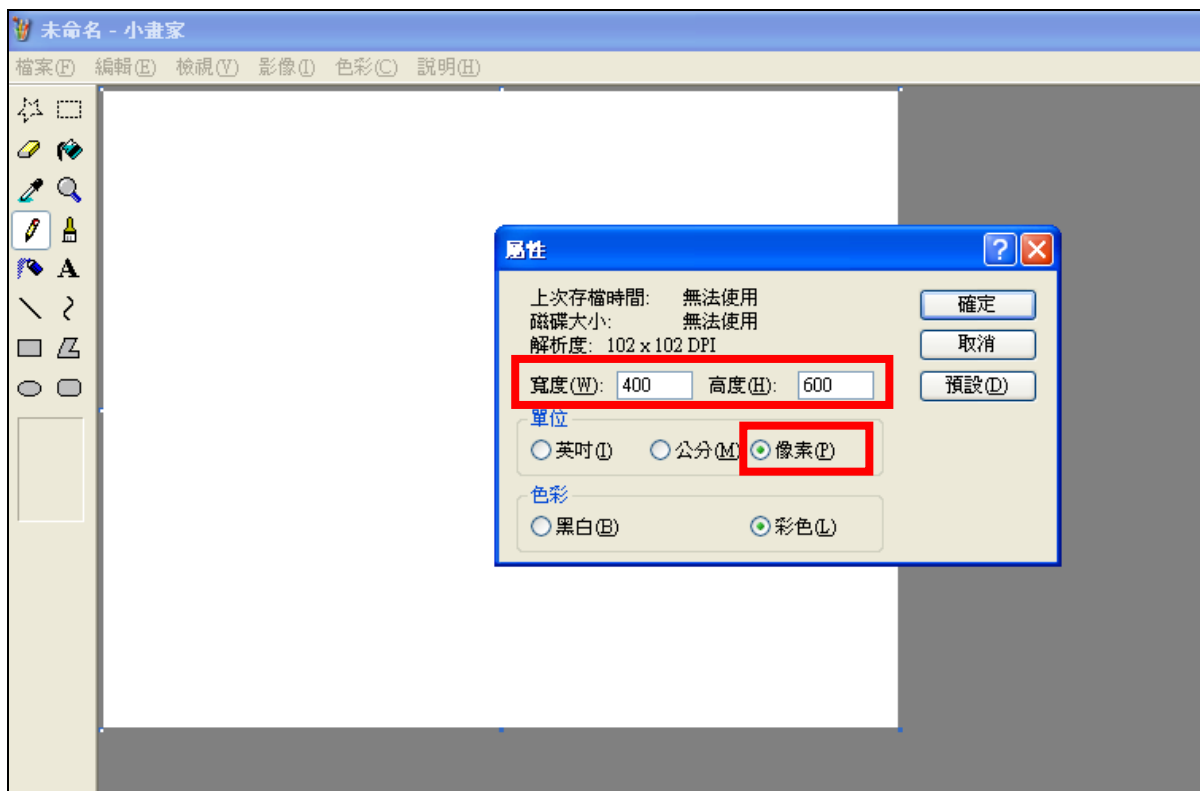 未命名 - 小畫家
檔案(F) 編輯(E) 檢視(V) 影像(I) 色彩(C) 說明(H)
A
屬性
?
上次存檔時間: 無法使用
磁碟大小: 無法使用
解析度: 102 x 102 DPI
寬度(W): 400 高度(H): 600
單位
英吋(I) 公分(M) 像素(P)
色彩
黑白(B) 彩色(L)
確定
取消
預設(D)